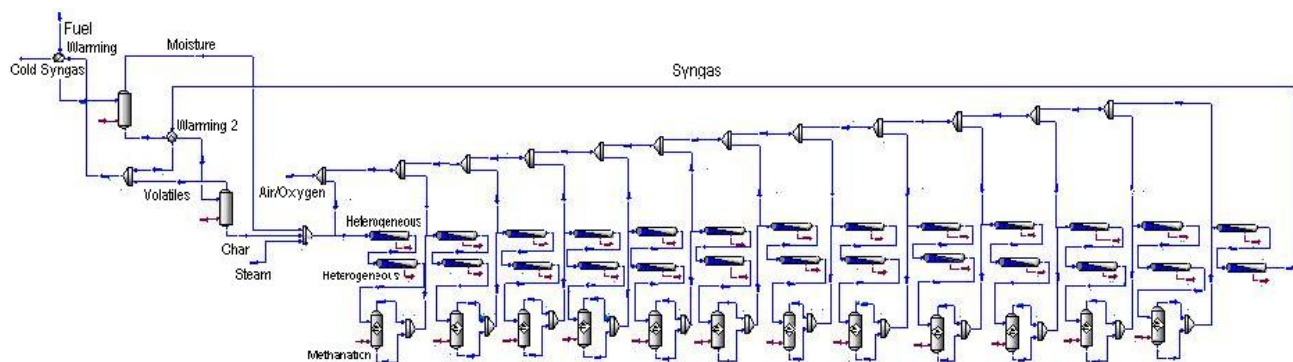 Fuel
Warming
Cold Syngas
Moisture
Syngas
Warming 2
Volatiles
Air/Oxygen
Char
Steam
Heterogeneous
Heterogeneous
Methanation